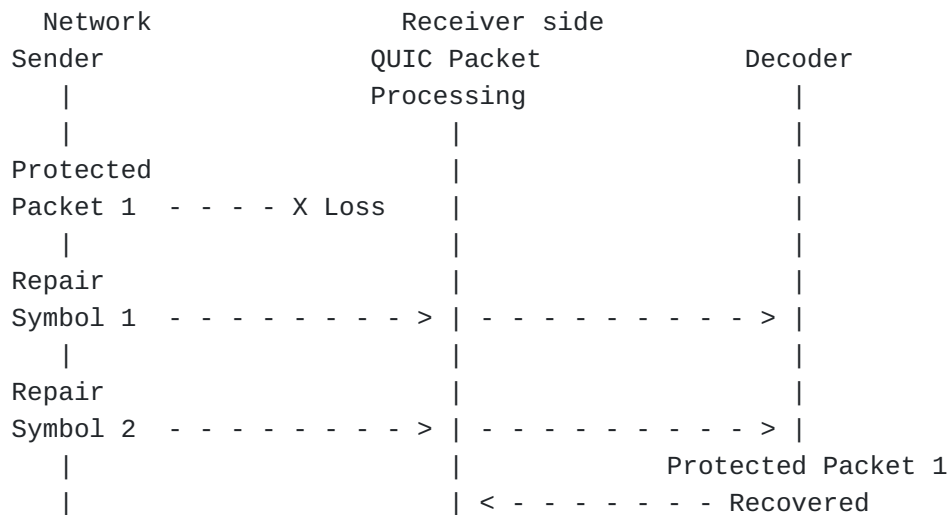 Network                Receiver side
Sender                QUIC Packet            Decoder
   |                  Processing                |
   |                       |                    |
Protected                  |                    |
Packet 1  - - - - X Loss   |                    |
   |                       |                    |
Repair                     |                    |
Symbol 1  - - - - - - - - > | - - - - - - - - - > |
   |                       |                    |
Repair                     |                    |
Symbol 2  - - - - - - - - > | - - - - - - - - - > |
   |                       |            Protected Packet 1
   |                       | < - - - - - - - Recovered